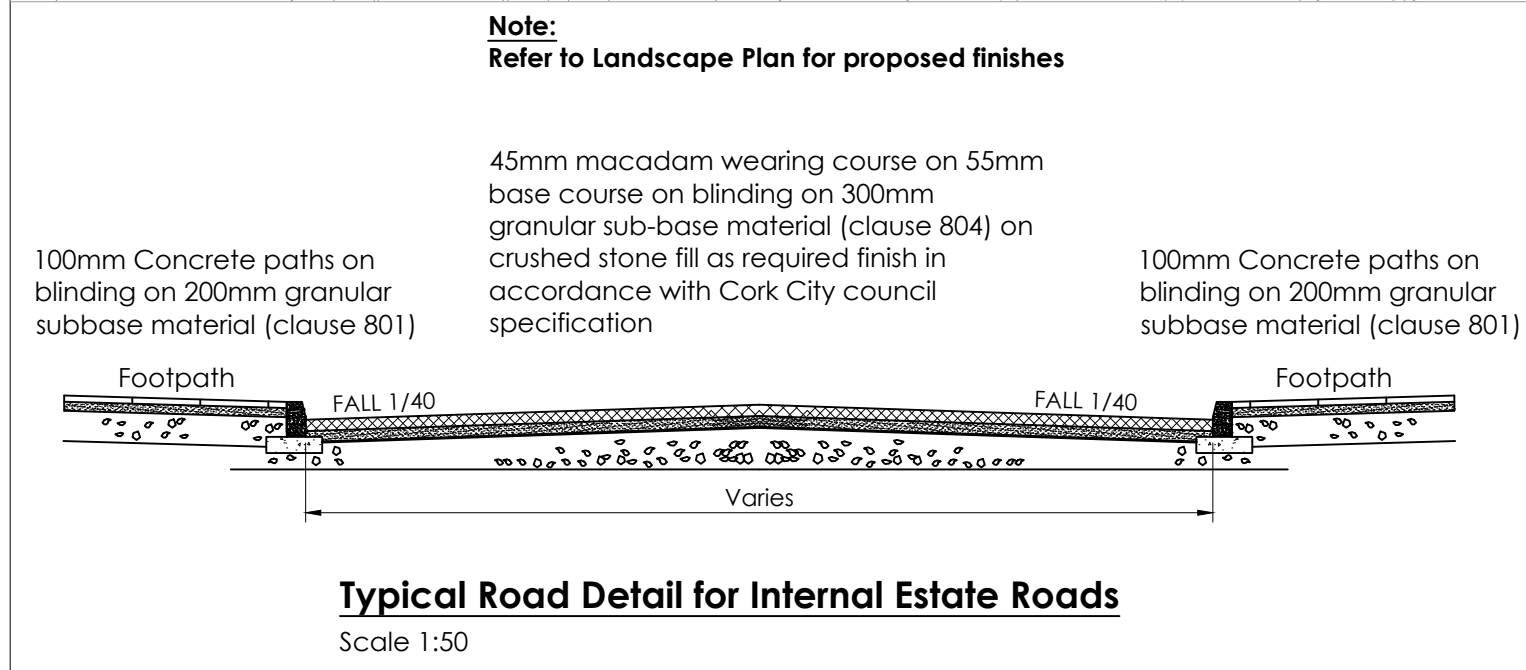 Note:
Refer to Landscape Plan for proposed finishes
45mm macadam wearing course on 55mm
base course on blinding on 300mm
granular sub-base material (clause 804) on
crushed stone fill as required finish in
accordance with Cork City council
specification
100mm Concrete paths on
blinding on 200mm granular
subbase material (clause 801)
100mm Concrete paths on
blinding on 200mm granular
subbase material (clause 801)
Footpath
FALL 1/40
FALL 1/40
Footpath
Varies
Typical Road Detail for Internal Estate Roads
Scale 1:50